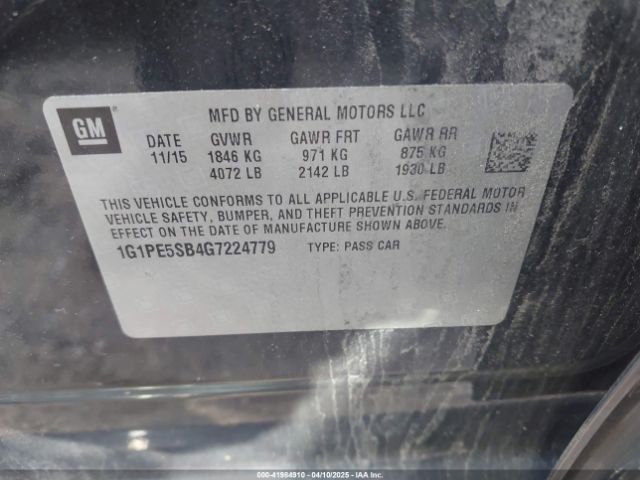 GM
MFD BY GENERAL MOTORS LLC
DATE GVWR GAWR FRT GAWR RR
11/15 1846 KG 971 KG 875 KG
4072 LB 2142 LB 1930 LB
THIS VEHICLE CONFORMS TO ALL APPLICABLE U.S. FEDERAL MOTOR
VEHICLE SAFETY, BUMPER, AND THEFT PREVENTION STANDARDS IN
EFFECT ON THE DATE OF MANUFACTURE SHOWN ABOVE.
1G1PE5SB4G7224779 TYPE: PASS CAR
000-41984910 - 04/10/2025 - IAAI.COM